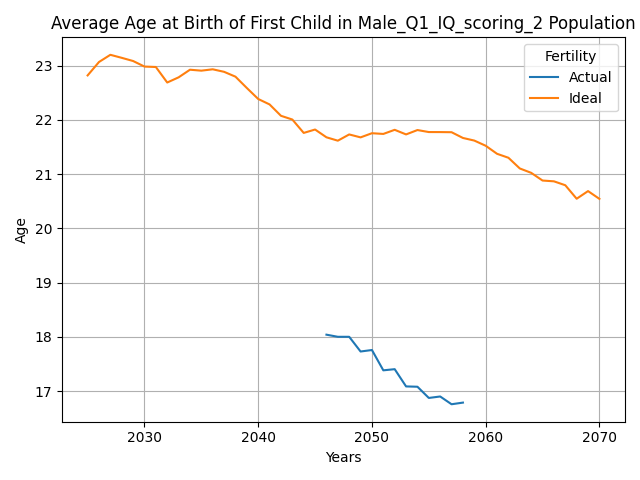 Average Age at Birth of First Child in Male_Q1_IQ_scoring_2 Population
Fertility
Actual
Ideal
Age
23
22
21
20
19
18
17
2030 2040 2050 2060 2070
Years